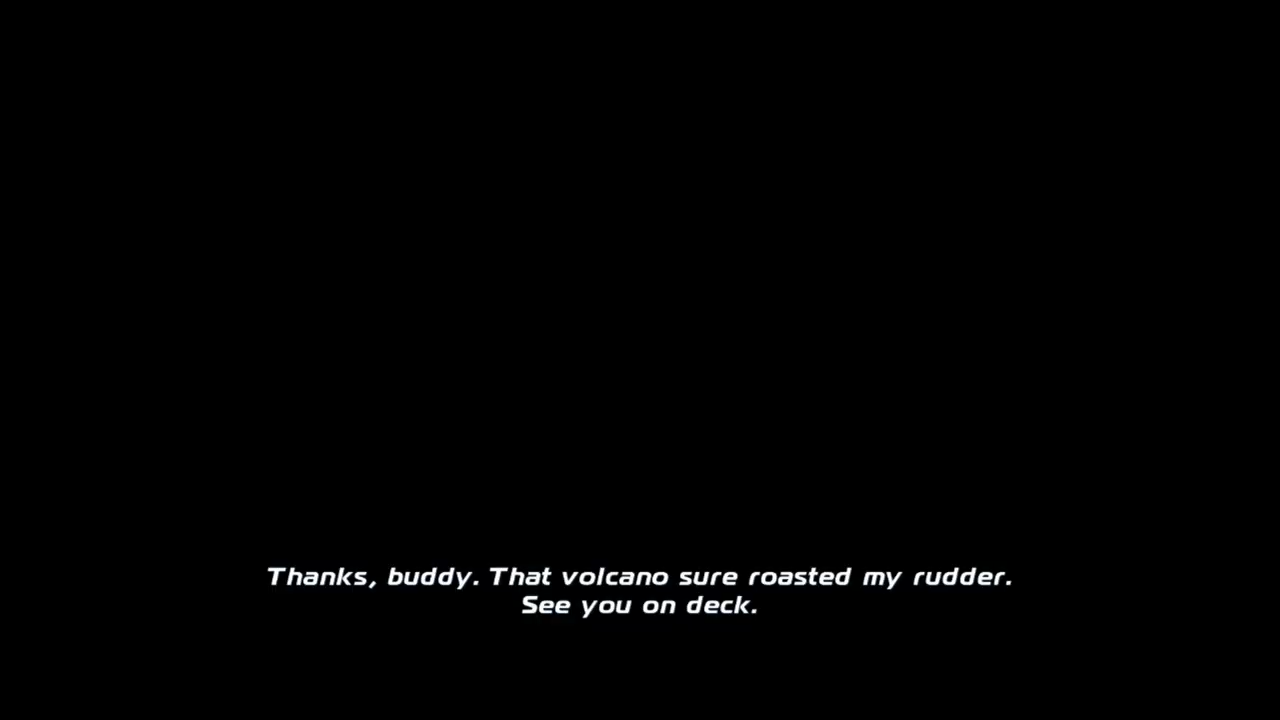 Thanks, buddy. That volcano sure roasted my rudder.
See you on deck.